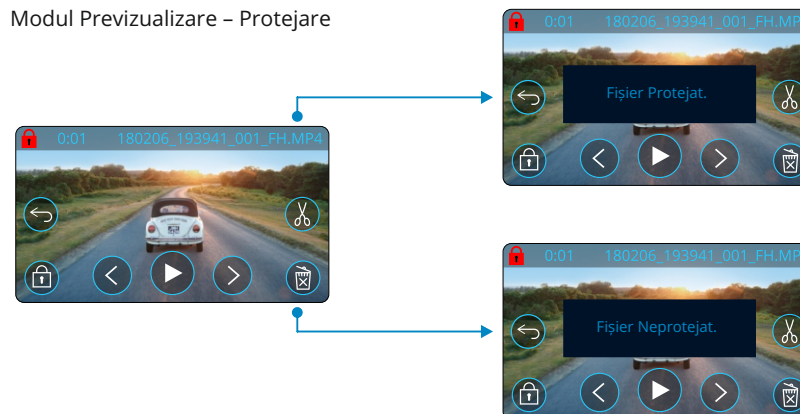 Modul Previzualizare – Protejare
0:01 180206_193941_001_FH.MP4
0:01 180206_193941_001_FH.MP
Fișier Protejat.
0:01 180206_193941_001_FH.MP
Fișier Neprotejat.